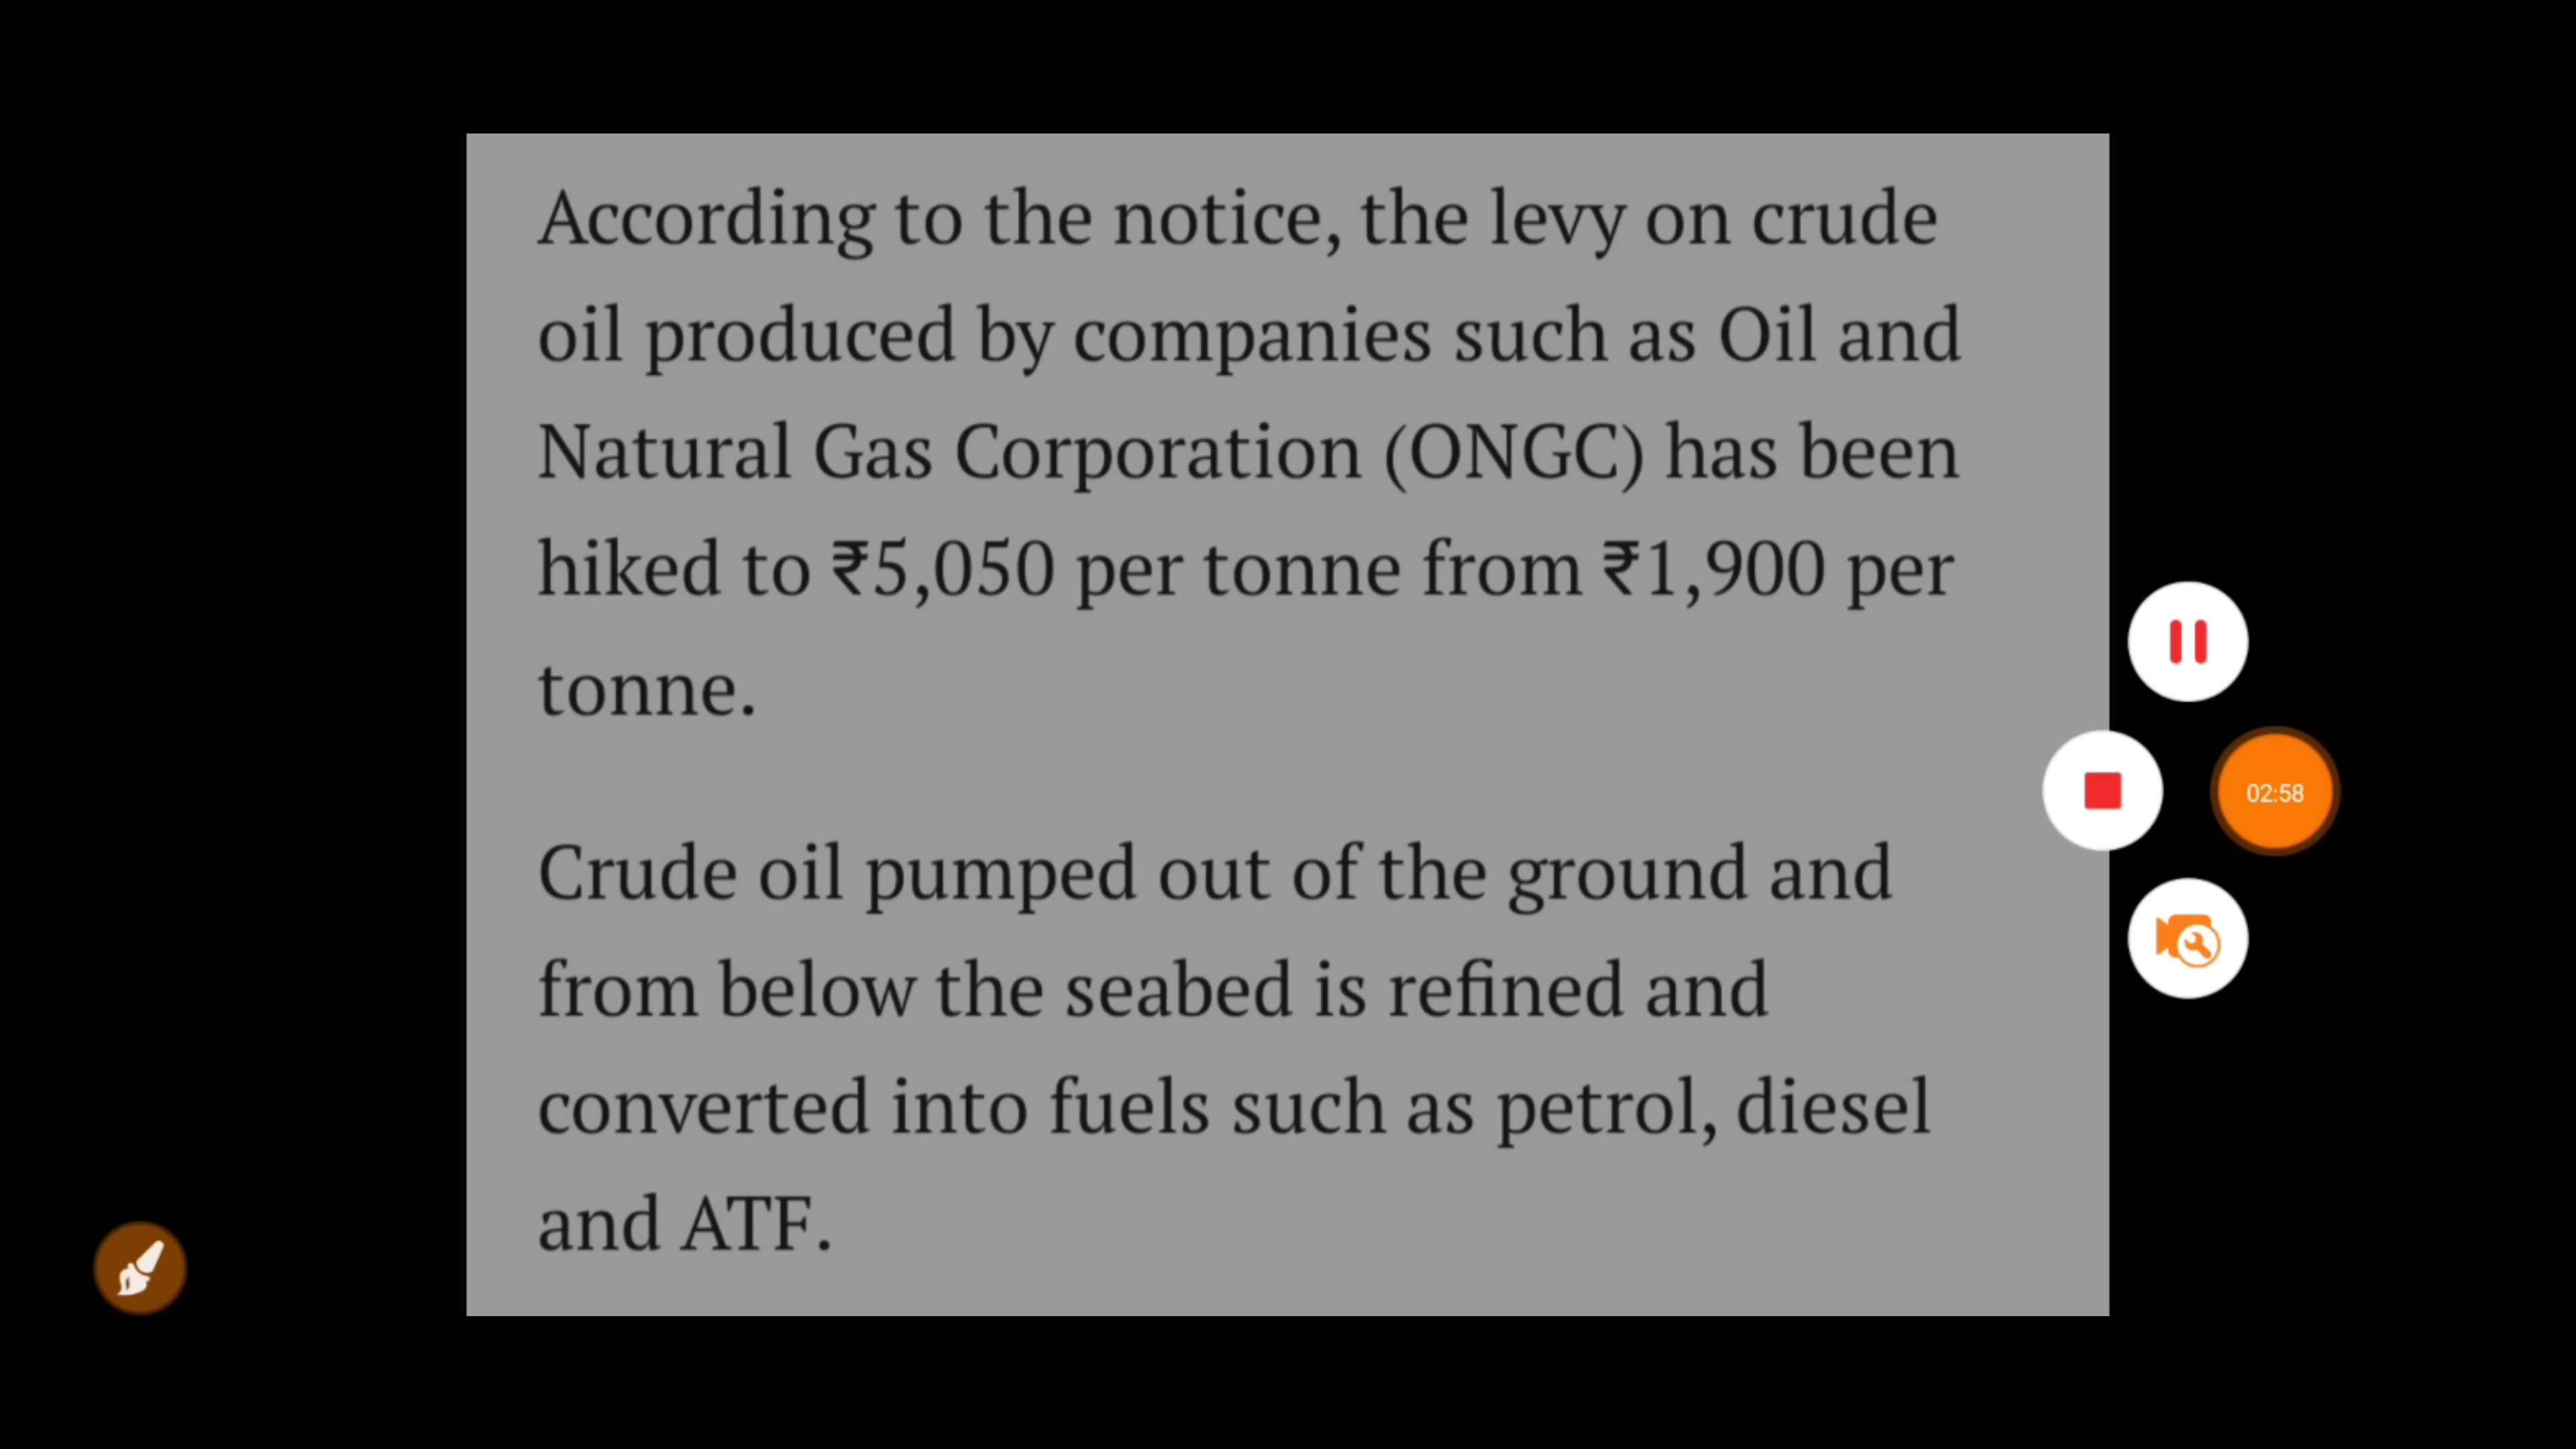 According to the notice, the levy on crude
oil produced by companies such as Oil and
Natural Gas Corporation (ONGC) has been
hiked to ₹5,050 per tonne from ₹1,900 per
tonne.
Crude oil pumped out of the ground and
from below the seabed is refined and
converted into fuels such as petrol, diesel
and ATF.
02:58